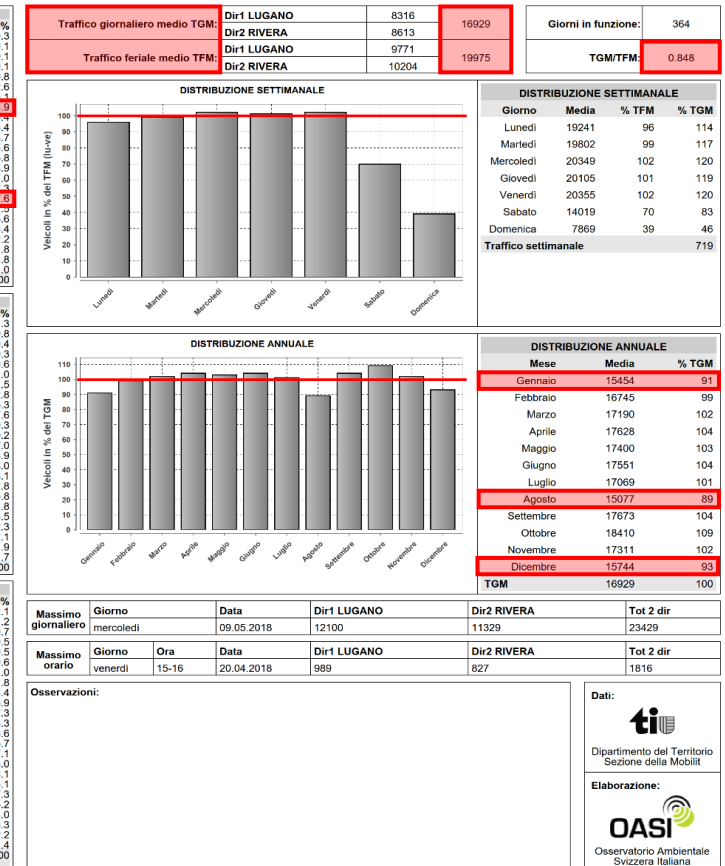 Traffico giornaliero medio TGM: Dir1 LUGANO 8316 16929
Dir2 RIVERA 8613
Traffico feriale medio TFM: Dir1 LUGANO 9771 19975
Dir2 RIVERA 10204
Giorni in funzione: 364
TGM/TFM: 0.848
DISTRIBUZIONE SETTIMANALE
Veicoli in % del TFM (lu-ve)
100
90
80
70
60
50
40
30
20
10
0
Lunedì Martedì Mercoledì Giovedì Venerdì Sabato Domenica
DISTRIBUZIONE SETTIMANALE
Giorno Media % TFM % TGM
Lunedì 19241 96 114
Martedì 19802 99 117
Mercoledì 20349 102 120
Giovedì 20105 101 119
Venerdì 20355 102 120
Sabato 14019 70 83
Domenica 7869 39 46
Traffico settimanale 719
DISTRIBUZIONE ANNUALE
Veicoli in % del TGM
110
100
90
80
70
60
50
40
30
20
10
0
Gennaio Febbraio Marzo Aprile Maggio Giugno Luglio Agosto Settembre Ottobre Novembre Dicembre
DISTRIBUZIONE ANNUALE
Mese Media % TGM
Gennaio 15454 91
Febbraio 16745 99
Marzo 17190 102
Aprile 17628 104
Maggio 17400 103
Giugno 17551 104
Luglio 17069 101
Agosto 15077 89
Settembre 17673 104
Ottobre 18410 109
Novembre 17311 102
Dicembre 15744 93
TGM 16929 100
Massimo giornaliero Giorno Data Dir1 LUGANO Dir2 RIVERA Tot 2 dir
mercoledì 09.05.2018 12100 11329 23429
Massimo orario Giorno Ora Data Dir1 LUGANO Dir2 RIVERA Tot 2 dir
venerdì 15-16 20.04.2018 989 827 1816
Osservazioni:
Dati:
ti
Dipartimento del Territorio
Sezione della Mobilit
Elaborazione:
OASI
Osservatorio Ambientale
Svizzera Italiana